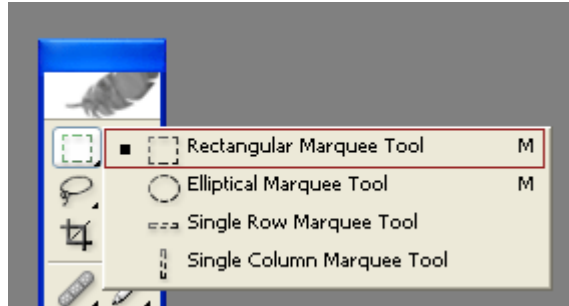 Rectangular Marquee Tool M
Elliptical Marquee Tool M
Single Row Marquee Tool
Single Column Marquee Tool